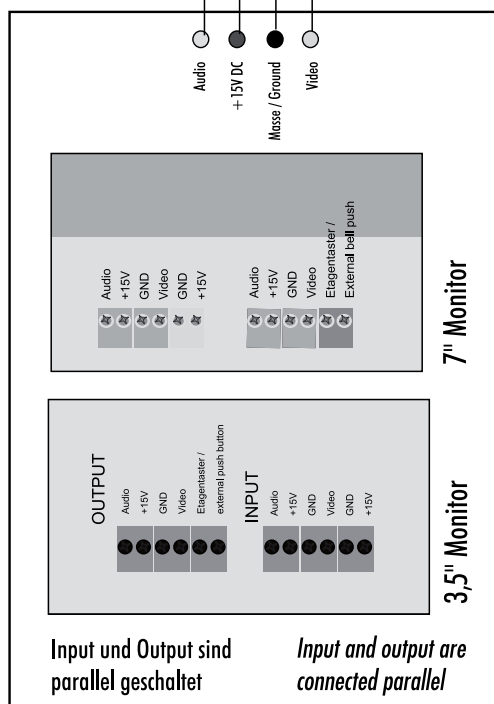 Audio
+15V DC
Masse / Ground
Video
Audio
+15V
GND
Video
GND
+15V
Audio
+15V
GND
Video
Etagentaster /
External bell push
7" Monitor
OUTPUT
Audio
+15V
GND
Video
Etagentaster /
external push button
INPUT
Audio
+15V
GND
Video
GND
+15V
3,5" Monitor
Input und Output sind
parallel geschaltet
Input and output are
connected parallel